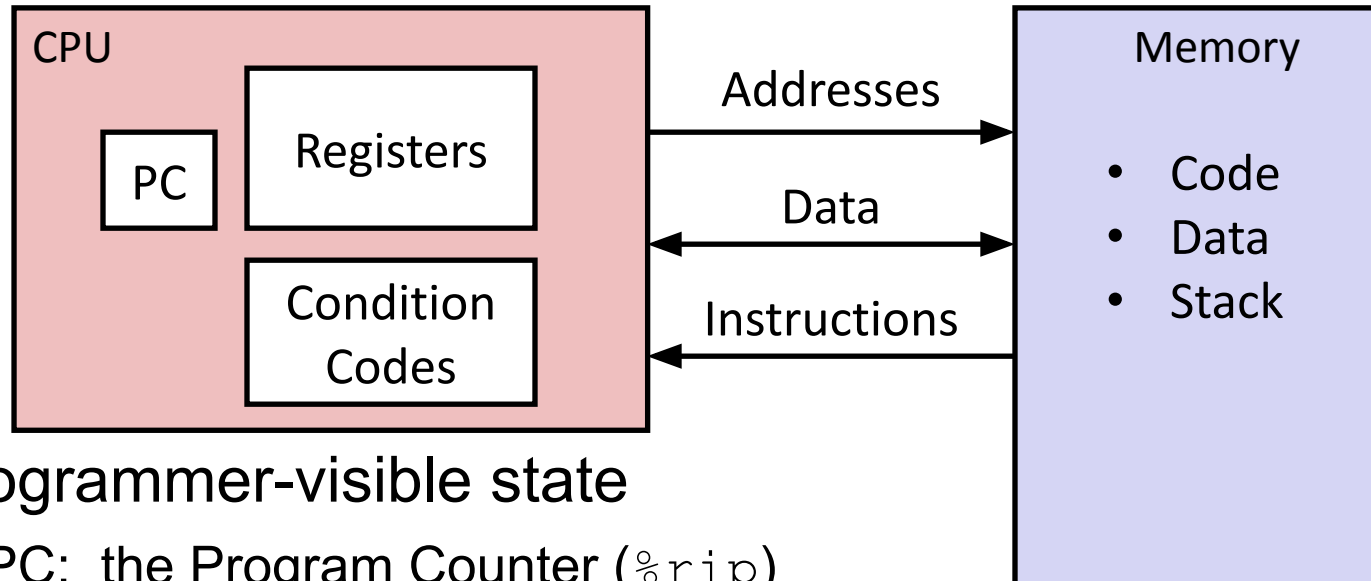 CPU
Memory
Addresses
Registers
PC
• Code
Data
• Data
Condition
Codes
Instructions
• Stack
ogrammer-visible state
PC: the Program Counter (%rip)